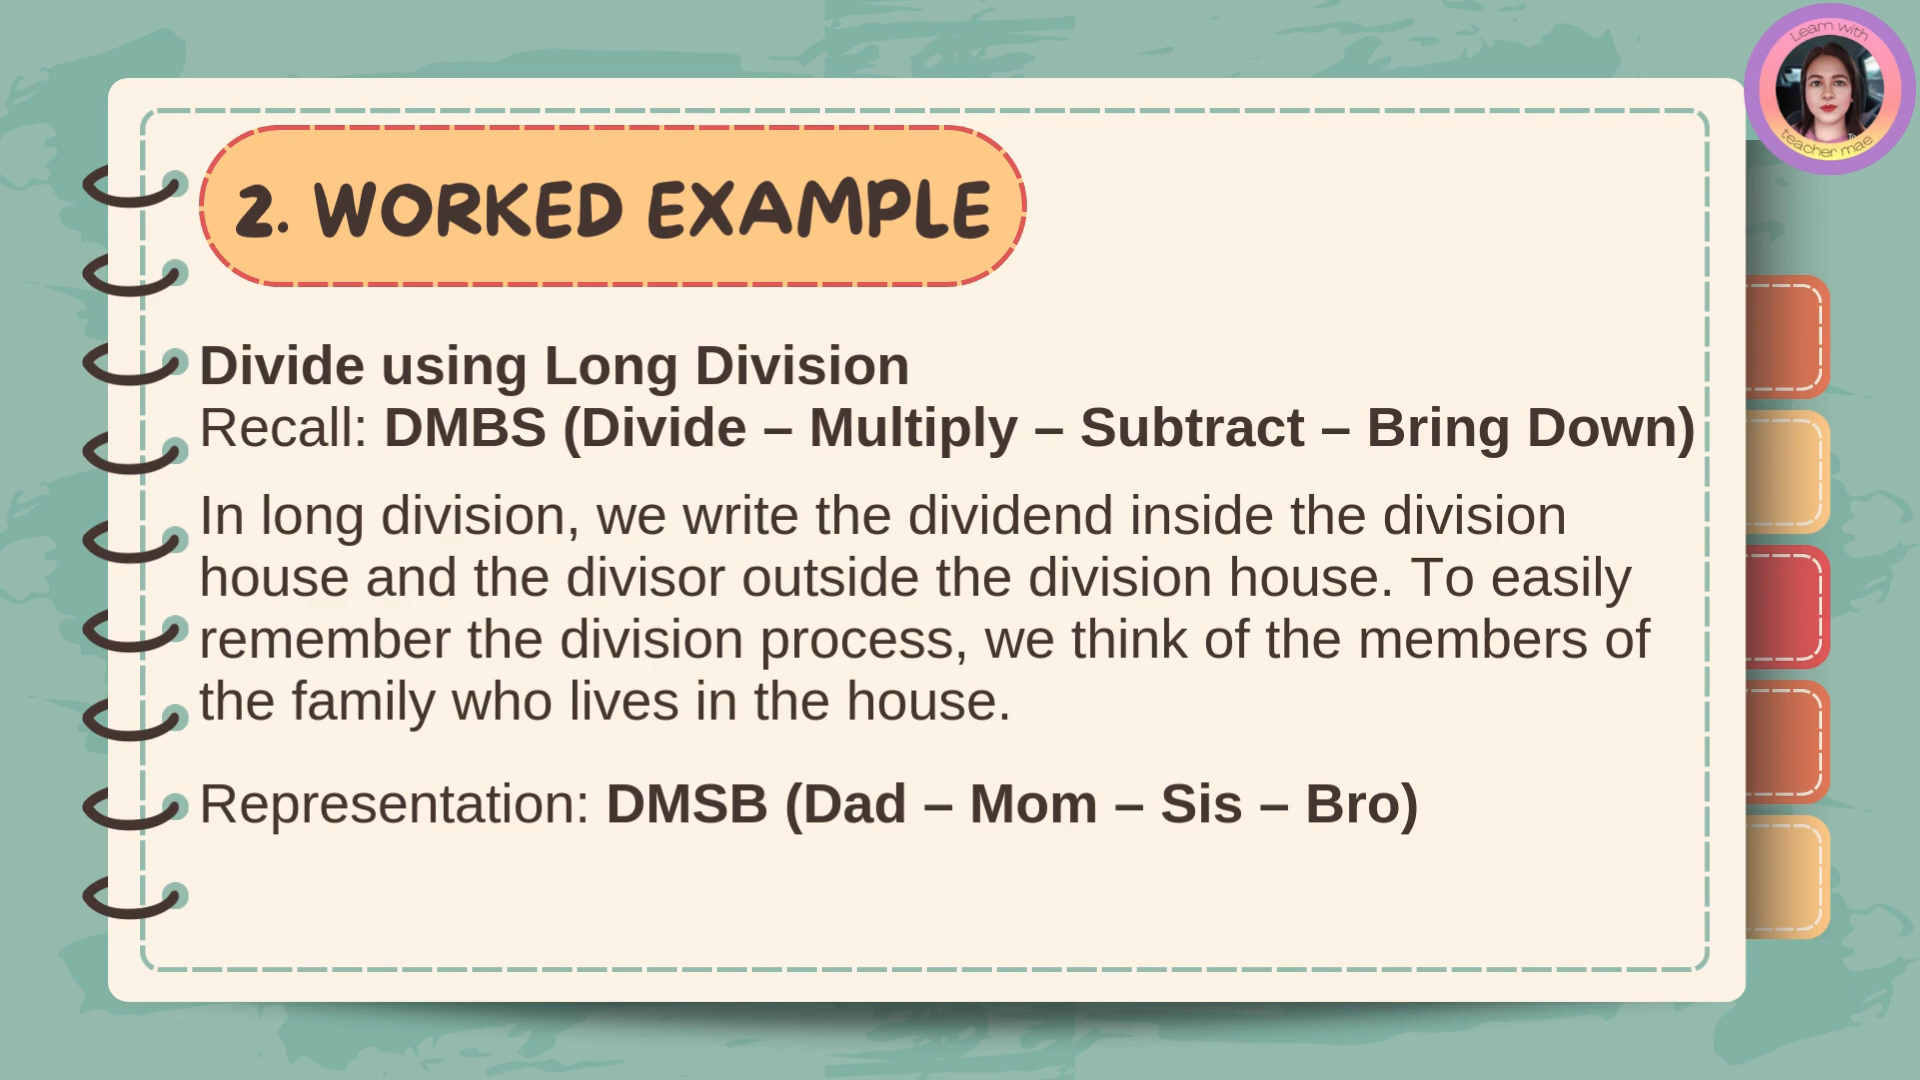 Learn with
teacher mae
2. WORKED EXAMPLE
Divide using Long Division
Recall: DMBS (Divide – Multiply – Subtract – Bring Down)
In long division, we write the dividend inside the division
house and the divisor outside the division house. To easily
remember the division process, we think of the members of
the family who lives in the house.
Representation: DMSB (Dad – Mom – Sis – Bro)